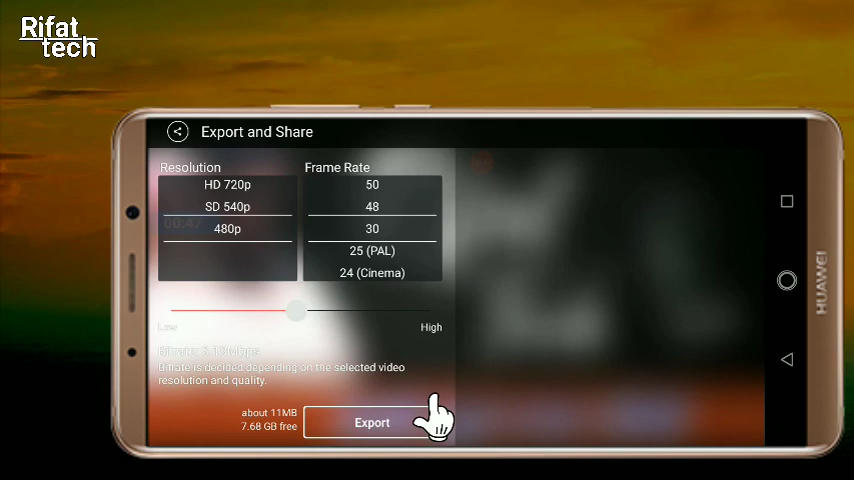 Rifat
tech
Export and Share
Resolution
Frame Rate
HD 720p
50
SD 540p
48
480p
30
25 (PAL)
24 (Cinema)
Low
High
Bitrate is decided depending on the selected video
resolution and quality.
about 11MB
7.68 GB free
Export
HUAWEI